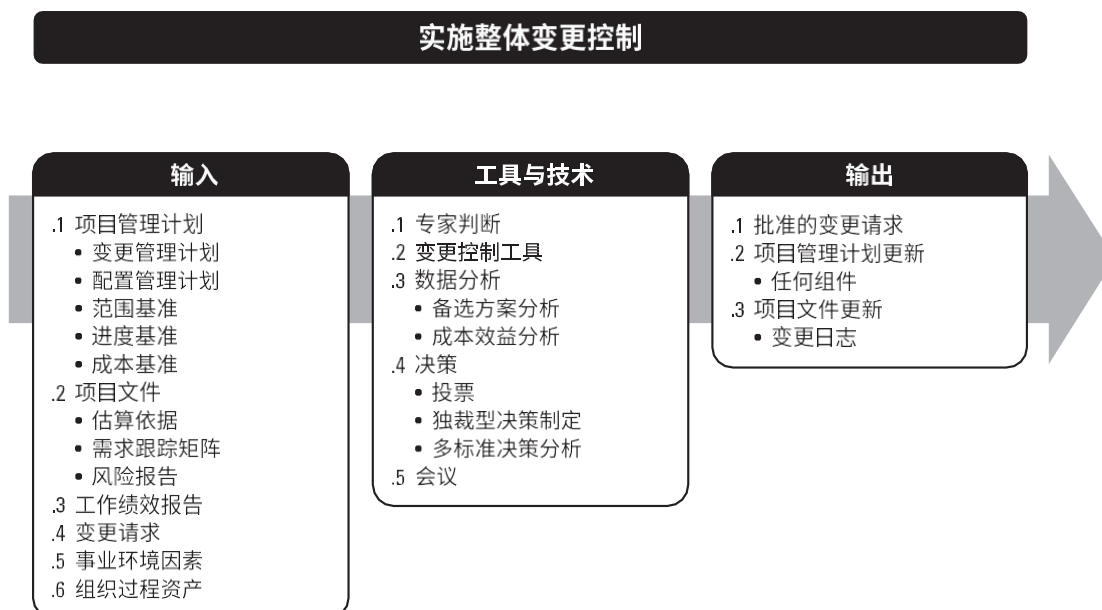 实施整体变更控制
输入
.1 项目管理计划
• 变更管理计划
• 配置管理计划
• 范围基准
• 进度基准
• 成本基准
.2 项目文件
• 估算依据
• 需求跟踪矩阵
• 风险报告
.3 工作绩效报告
.4 变更请求
.5 事业环境因素
.6 组织过程资产
工具与技术
.1 专家判断
.2 变更控制工具
.3 数据分析
• 备选方案分析
• 成本效益分析
.4 决策
• 投票
• 独裁型决策制定
• 多标准决策分析
.5 会议
输出
.1 批准的变更请求
.2 项目管理计划更新
• 任何组件
.3 项目文件更新
• 变更日志